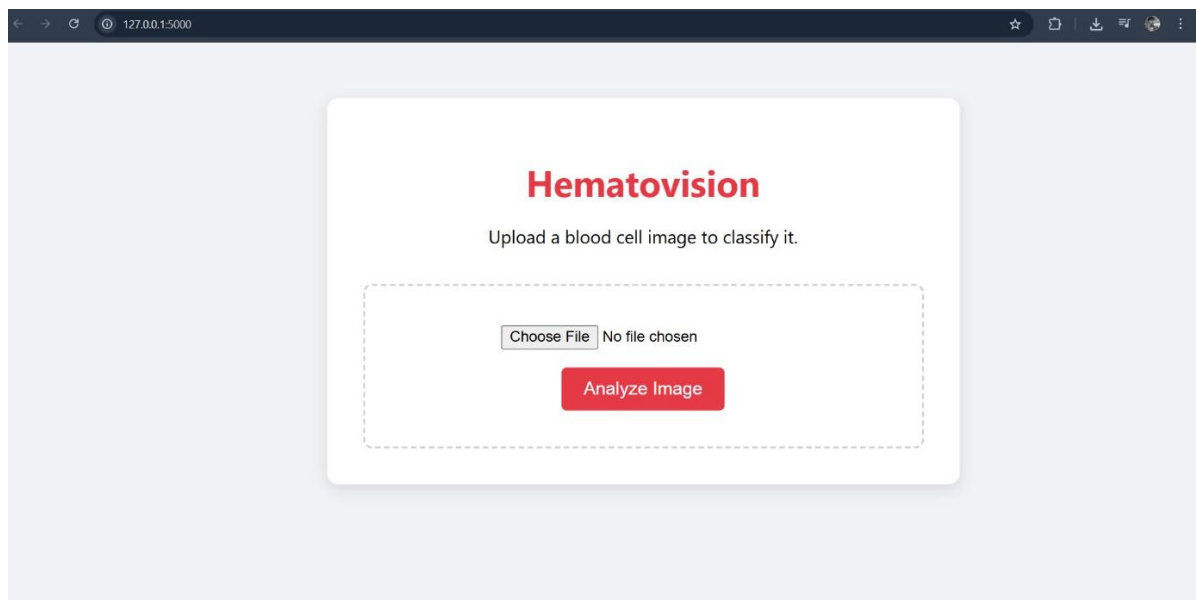 127.0.0.1:5000
Hematovision
Upload a blood cell image to classify it.
Choose File No file chosen
Analyze Image